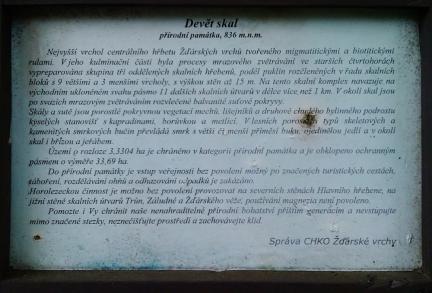 Devět skal
přírodní památka, 836 m.n.m.
Nejvyšší vrchol centrálního hřbetu Žďárských vrchů tvořeného migmatitickými a biotitickými
rulami. V jeho kulminační části byla procesy mrazového zvětrávání ve starších čtvrtohorách
vypreparována skupina tří oddělených skalních hřebenů, podél puklin rozčleněných v řadu skalních
bloků s 9 většími a 3 menšími vrcholy, s výškou stěn až 15 m. Na tento skalní komplex navazuje na
východním ukloněném svahu pásmo 11 dalších skalních útvarů v délce více než 1 km. V okolí skal jsou
po svazích mrazovým zvětráváním rozvlečené balvanité suťové pokryvy.
Skály a sutě jsou porostlé pokryvnou vegetací mechů, lišejníků a druhově chudého bylinného podrostu
kyselých stanovišť s kapradinami, borůvkou a metlicí. V lesních typů skeletových a
kamenitých smrkových bučin převládá smrk s větší či menší příměsí buku, ojedinělou jedlí a v okolí
skal i břízou a jeřábem.
Území o rozloze 3,3304 ha je chráněno v kategorii přírodní památka a je obklopeno ochranným
pásmem o výměře 33,69 ha.
Do přírodní památky je vstup veřejnosti bez povolení možný po značených turistických cestách,
táboření, rozdělávání ohňů a odhazování odpadků je zakázáno.
Horolezeckou činnost je možno bez povolení provozovat na severních stěnách Hlavního hřebene, na
jižní stěně skalních útvarů Trůn, Záludné a Žďárského věže, používání magnezia není povoleno.
Pomozte i Vy chránit naše nenahraditelné přírodní bohatství příštím generacím a nevstupujte
mimo značené stezky, neznečišťujte prostředí a zachovávejte klid.
Správa CHKO Žďárské vrchy